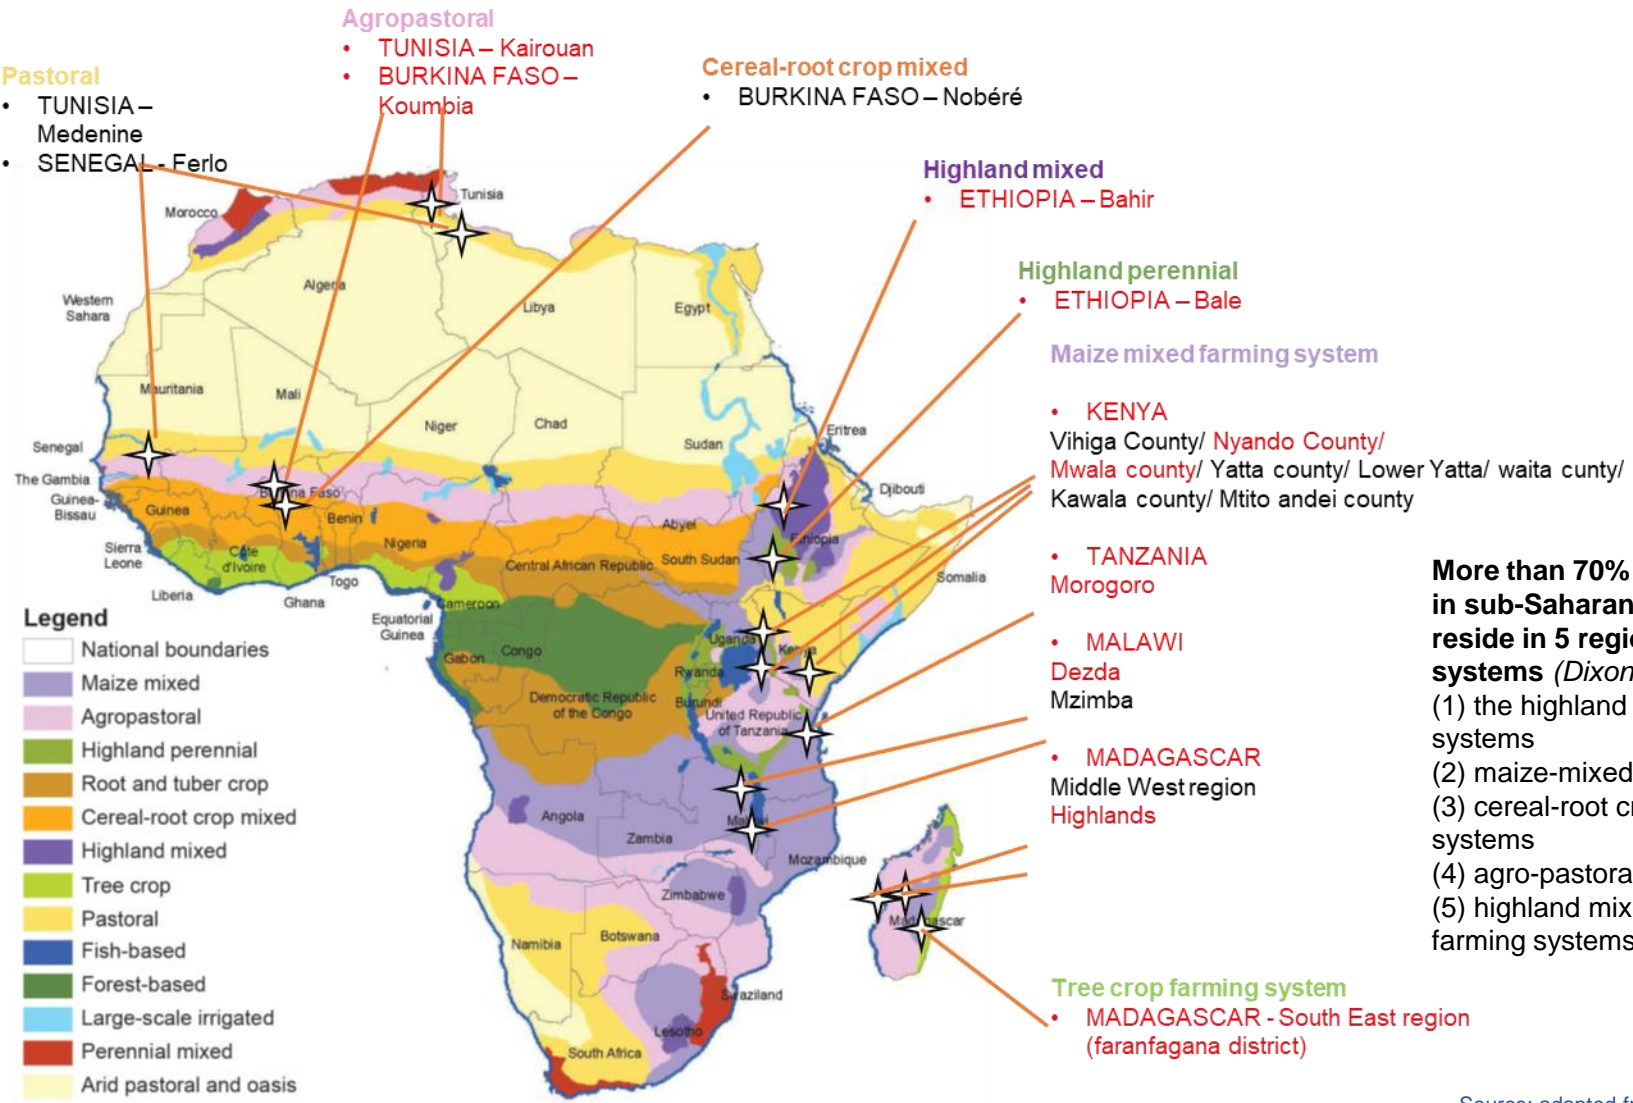 Agropastoral
• TUNISIA – Kairouan
• BURKINA FASO –
Koumbia
Pastoral
• TUNISIA –
Medenine
• SENEGAL - Ferlo
Cereal-root crop mixed
• BURKINA FASO – Nobéré
Highland mixed
• ETHIOPIA – Bahir
Highland perennial
• ETHIOPIA – Bale
Maize mixed farming system
• KENYA
Vihiga County/ Nyando County/
Mwala county/ Yatta county/ Lower Yatta/ waita cunty/
Kawala county/ Mtito andei county
• TANZANIA
Morogoro
• MALAWI
Dezda
Mzimba
• MADAGASCAR
Middle West region
Highlands
Tree crop farming system
• MADAGASCAR - South East region
(faranfagana district)
More than 70%
in sub-Saharan
reside in 5 regi
systems (Dixon
(1) the highland
systems
(2) maize-mixed
(3) cereal-root c
systems
(4) agro-pastora
(5) highland mix
farming systems
Tunisia
Morocco
Algeria
Western
Sahara
Libya
Egypt
Mauritania
Mali
Niger
Chad
Sudan
Eritrea
Senegal
The Gambia
Guinea-
Bissau
Guinea
Burkina Faso
Benin
Nigeria
Abyei
Djibouti
Ethiopia
Sierra
Leone
Côte
d'Ivoire
Togo
Central African Republic
South Sudan
Somalia
Liberia
Ghana
Cameroon
Equatorial
Guinea
Uganda
Kenya
Gabon
Congo
Rwanda
Democratic Republic
of the Congo
Burundi
United Republic
of Tanzania
Angola
Malawi
Zambia
Mozambique
Zimbabwe
Madagascar
Namibia
Botswana
Swaziland
Lesotho
South Africa
Legend
National boundaries
Maize mixed
Agropastoral
Highland perennial
Root and tuber crop
Cereal-root crop mixed
Highland mixed
Tree crop
Pastoral
Fish-based
Forest-based
Large-scale irrigated
Perennial mixed
Arid pastoral and oasis
Source: adapted fr